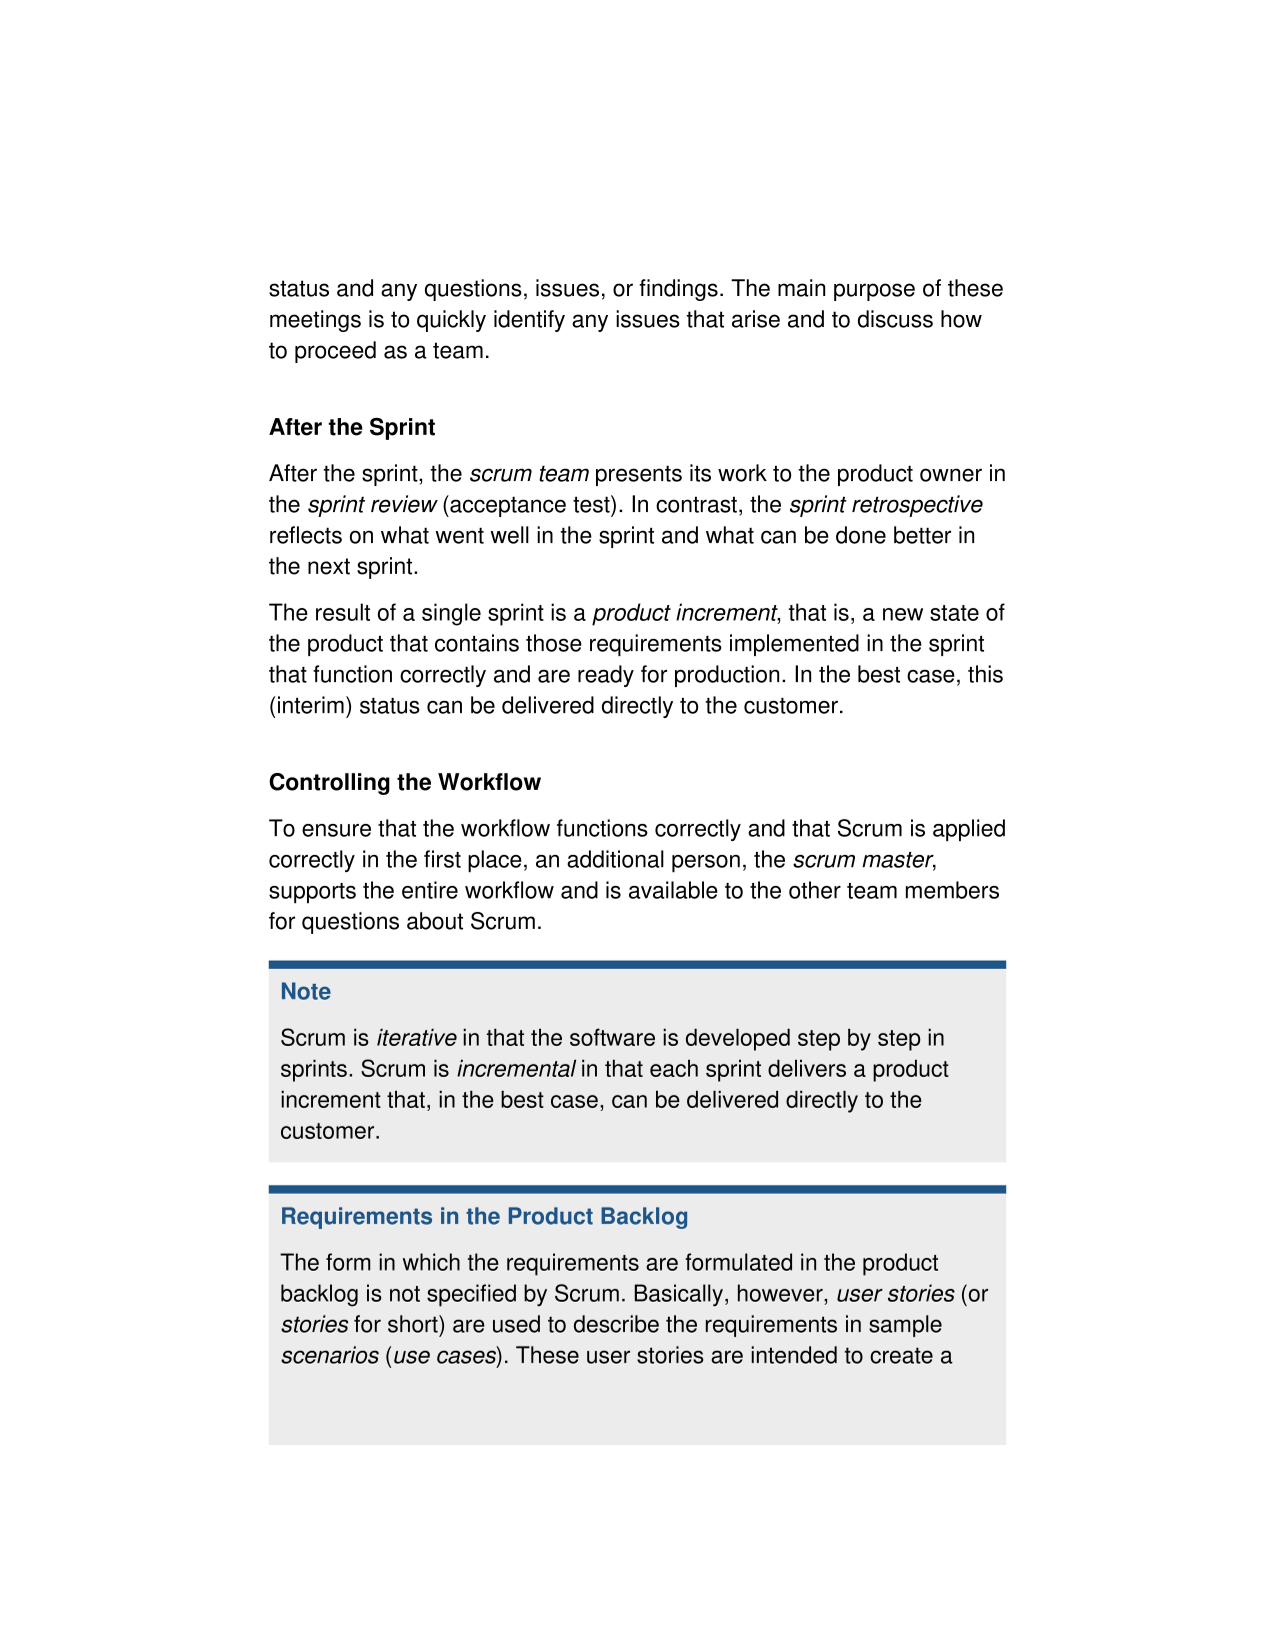 status and any questions, issues, or findings. The main purpose of these
meetings is to quickly identify any issues that arise and to discuss how
to proceed as a team.
After the Sprint
After the sprint, the scrum team presents its work to the product owner in
the sprint review (acceptance test). In contrast, the sprint retrospective
reflects on what went well in the sprint and what can be done better in
the next sprint.
The result of a single sprint is a product increment, that is, a new state of
the product that contains those requirements implemented in the sprint
that function correctly and are ready for production. In the best case, this
(interim) status can be delivered directly to the customer.
Controlling the Workflow
To ensure that the workflow functions correctly and that Scrum is applied
correctly in the first place, an additional person, the scrum master,
supports the entire workflow and is available to the other team members
for questions about Scrum.
Note
Scrum is iterative in that the software is developed step by step in
sprints. Scrum is incremental in that each sprint delivers a product
increment that, in the best case, can be delivered directly to the
customer.
Requirements in the Product Backlog
The form in which the requirements are formulated in the product
backlog is not specified by Scrum. Basically, however, user stories (or
stories for short) are used to describe the requirements in sample
scenarios (use cases). These user stories are intended to create a